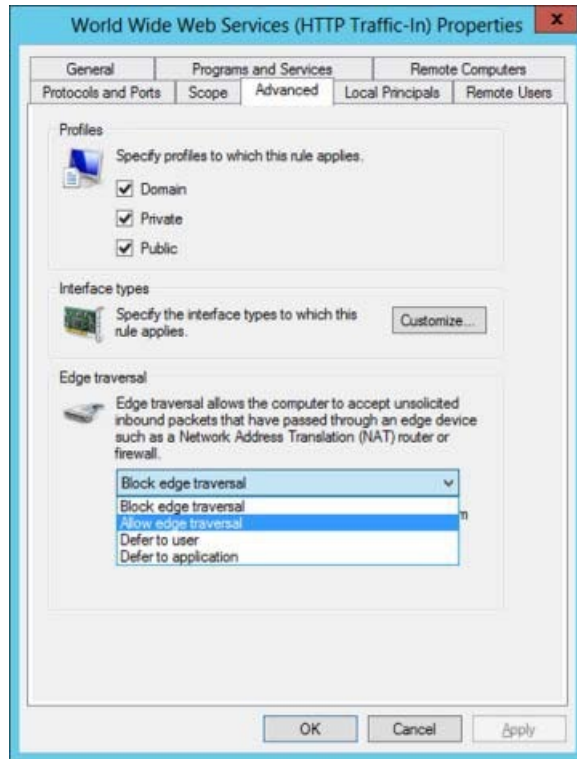 World Wide Web Services (HTTP Traffic-In) Properties
x
General
Programs and Services
Remote Computers
Protocols and Ports
Scope
Advanced
Local Principals
Remote Users
Profiles
Specify profiles to which this rule applies.
Domain
Private
Public
Interface types
Specify the interface types to which this
rule applies.
Customize...
Edge traversal
Edge traversal allows the computer to accept unsolicited
inbound packets that have passed through an edge device
such as a Network Address Translation (NAT) router or
firewall.
Block edge traversal
Block edge traversal
Allow edge traversal
Defer to user
Defer to application
OK
Cancel
Apply